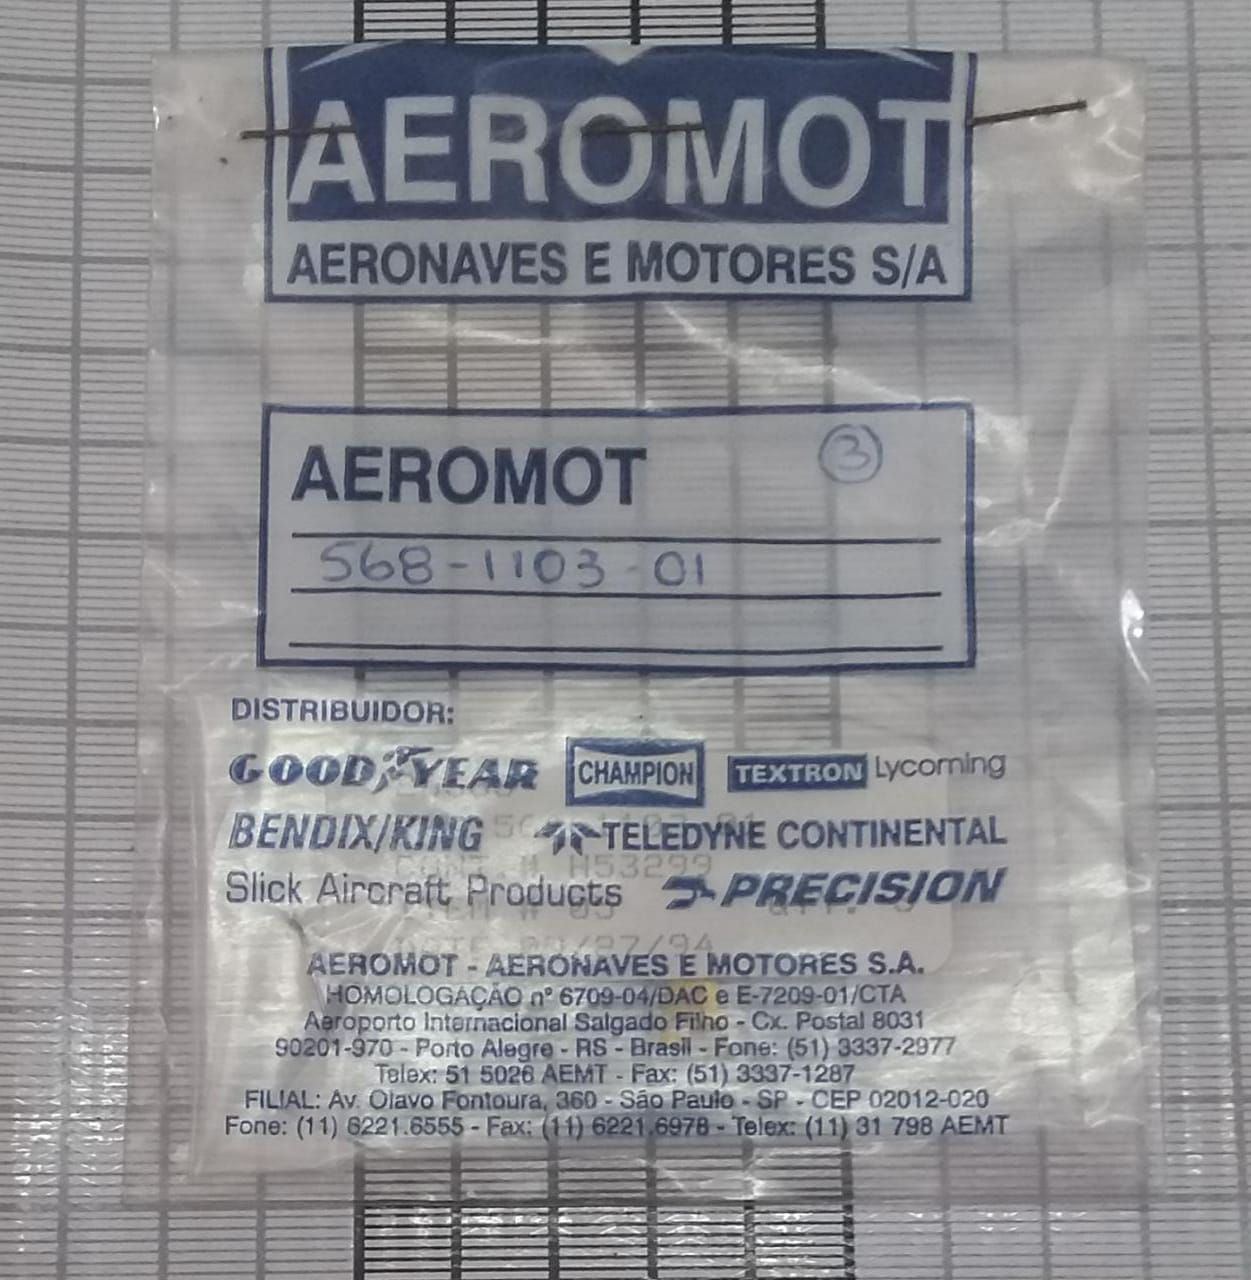 AEROMOT
AERONAVES E MOTORES S/A
AEROMOT 3
568-1103-01
DISTRIBUIDOR:
GOODYEAR CHAMPION TEXTRON Lycoming
BENDIX/KING TELEDYNE CONTINENTAL
H53299
Slick Aircraft Products PRECISION
AEROMOT - AERONAVES E MOTORES S.A.
HOMOLOGAÇÃO nº 6709-04/DAC e E-7209-01/CTA
Aeroporto Internacional Salgado Filho - Cx. Postal 8031
90201-970 - Porto Alegre - RS - Brasil - Fone: (51) 3337-2977
Telex: 51 5026 AEMT - Fax: (51) 3337-1287
FILIAL: Av. Olavo Fontoura, 360 - São Paulo - SP - CEP 02012-020
Fone: (11) 6221.6555 - Fax: (11) 6221.6978 - Telex: (11) 31 798 AEMT